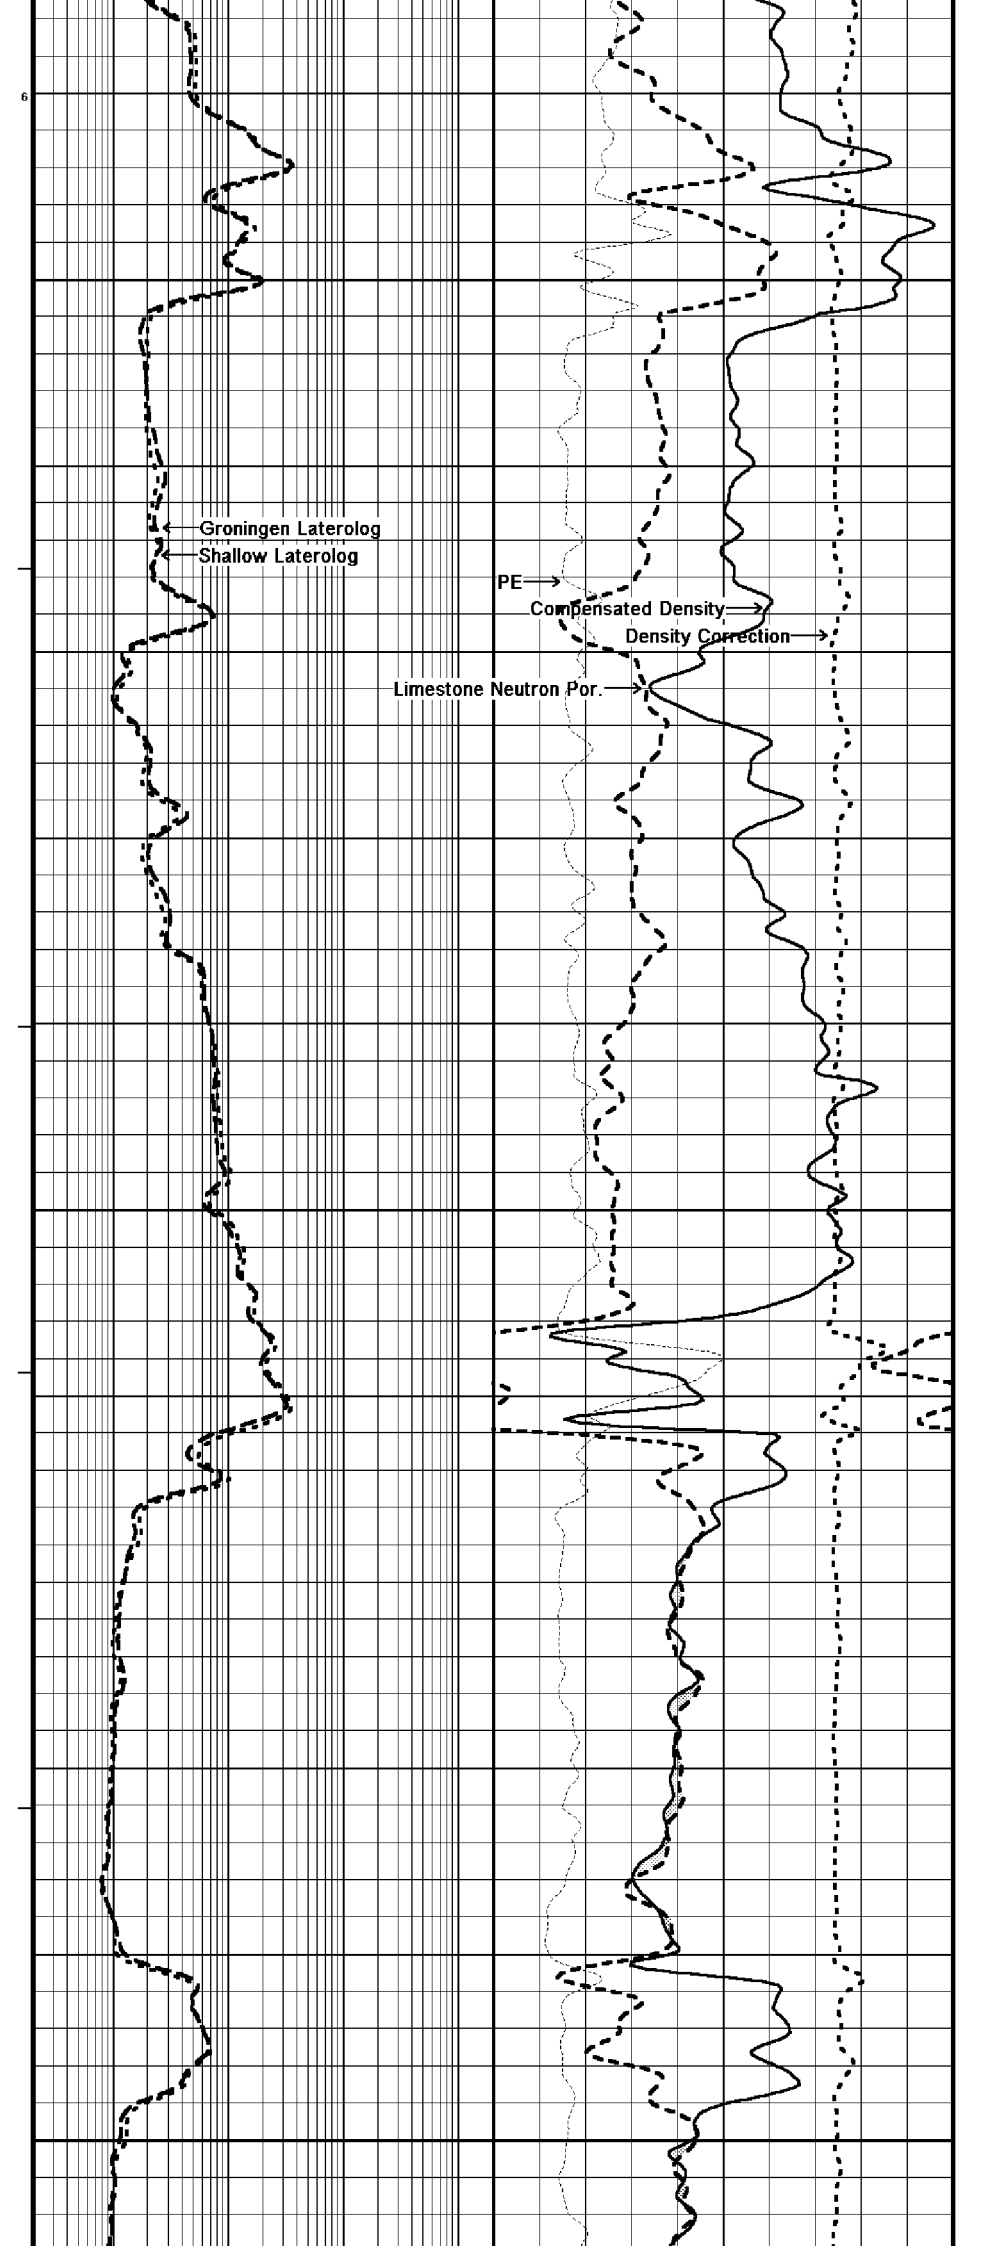 6
Groningen Laterolog
Shallow Laterolog
PE
Compensated Density
Density Correction
Limestone Neutron Por.